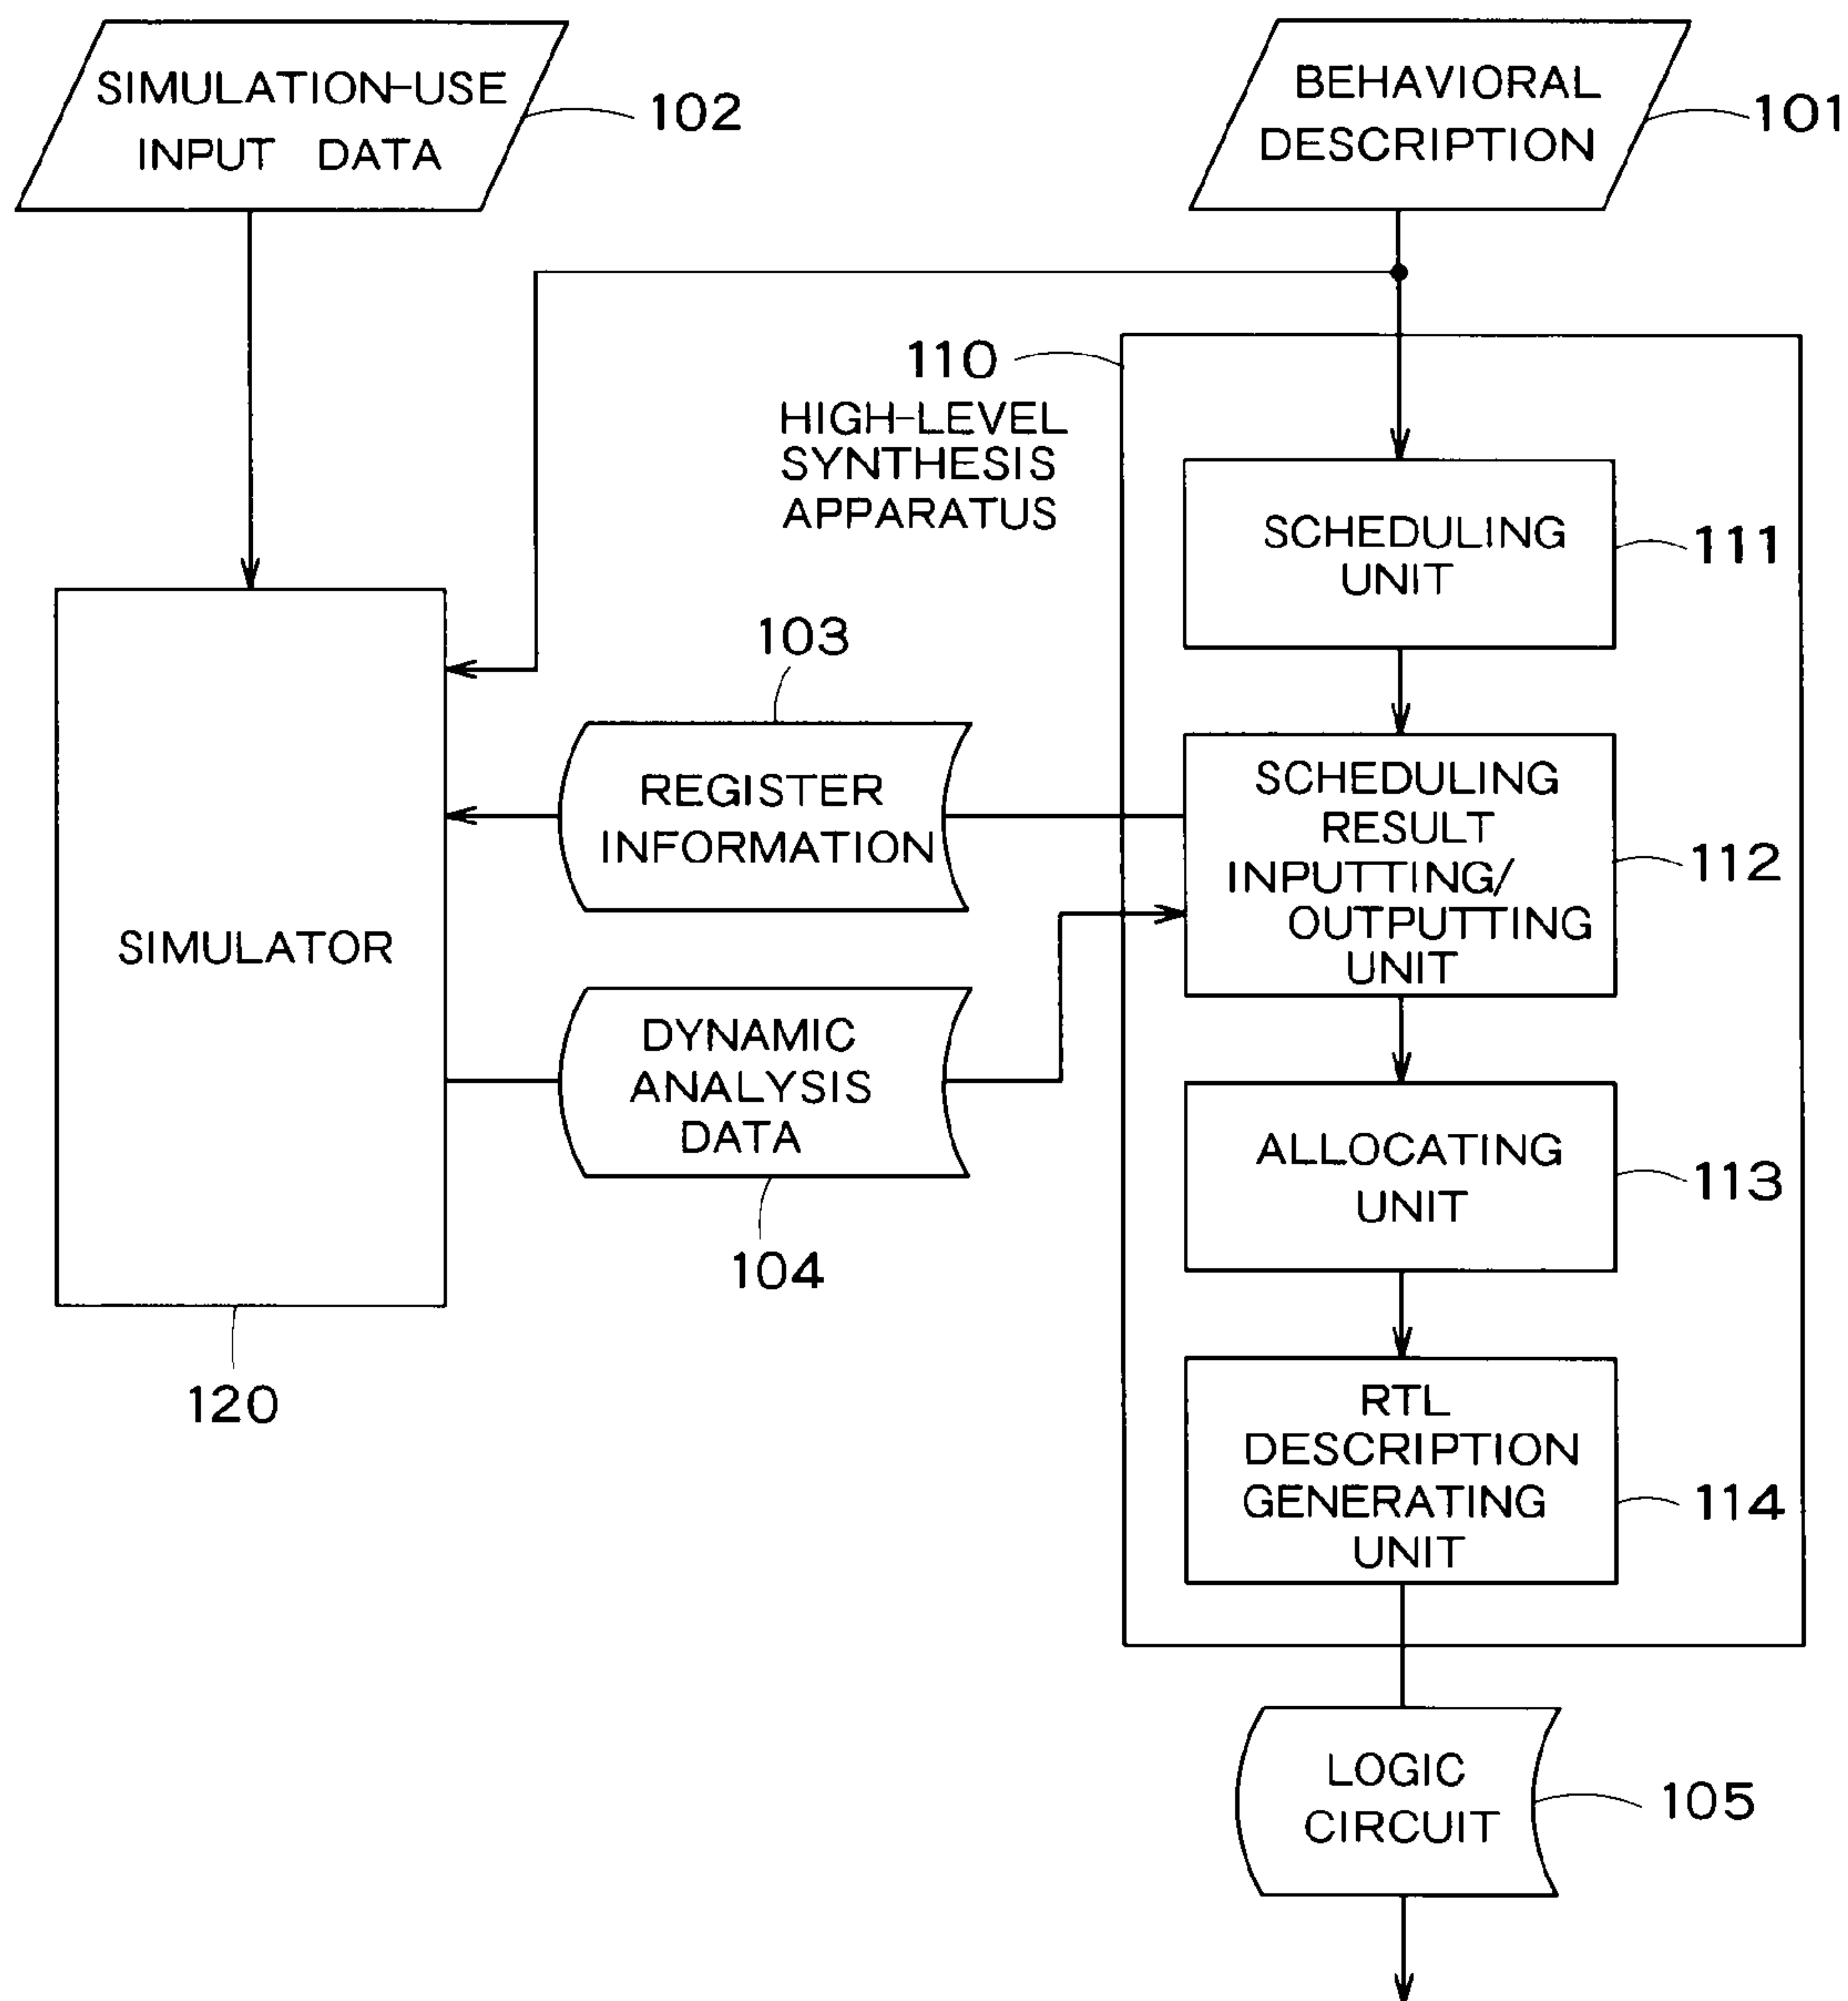 SIMULATION-USE
INPUT DATA
102
BEHAVIORAL
DESCRIPTION
101
110
HIGH-LEVEL
SYNTHESIS
APPARATUS
SCHEDULING
UNIT
111
103
REGISTER
INFORMATION
SCHEDULING
RESULT
INPUTTING/
OUTPUTTING
UNIT
112
SIMULATOR
DYNAMIC
ANALYSIS
DATA
104
ALLOCATING
UNIT
113
120
RTL
DESCRIPTION
GENERATING
UNIT
114
LOGIC
CIRCUIT
105